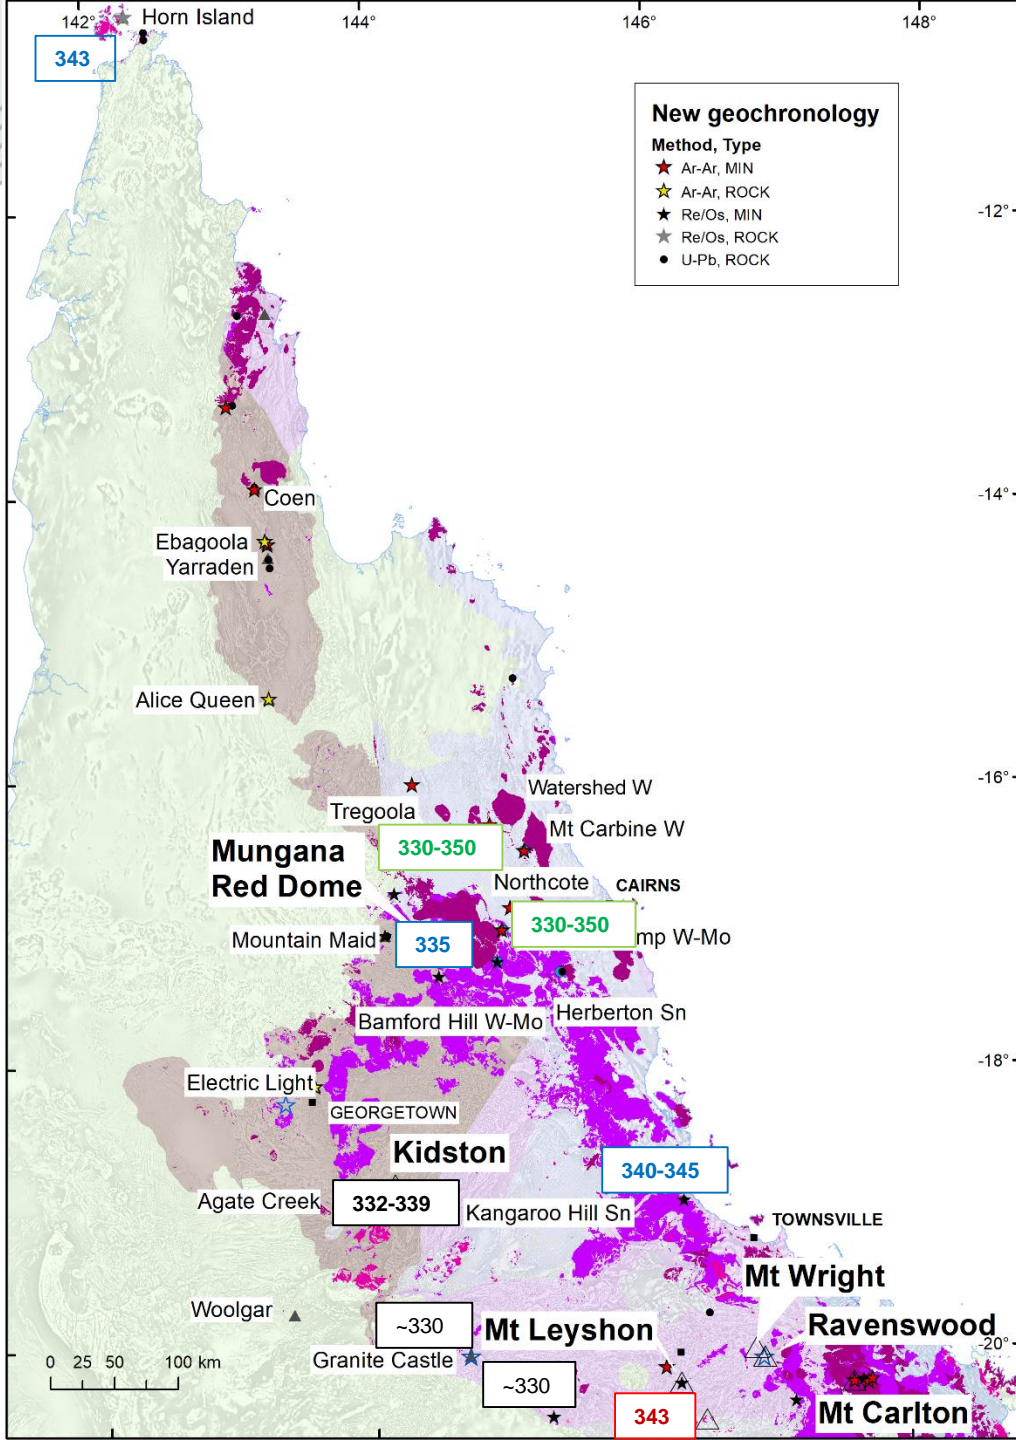 142°
144°
146°
148°
Horn Island
343
New geochronology
Method, Type
Ar-Ar, MIN
Ar-Ar, ROCK
Re/Os, MIN
Re/Os, ROCK
U-Pb, ROCK
-12°
-14°
Coen
Ebagoola
Yarraden
Alice Queen
-16°
Watershed W
Tregoola
Mt Carbine W
330-350
Mungana
Red Dome
Northcote
CAIRNS
330-350
335
Mountain Maid
mp W-Mo
Bamford Hill W-Mo
Herberton Sn
-18°
Electric Light
GEORGETOWN
Kidston
340-345
Agate Creek
332-339
Kangaroo Hill Sn
TOWNSVILLE
Mt Wright
Woolgar
~330
Mt Leyshon
Ravenswood
-20°
0 25 50 100 km
Granite Castle
~330
343
Mt Carlton